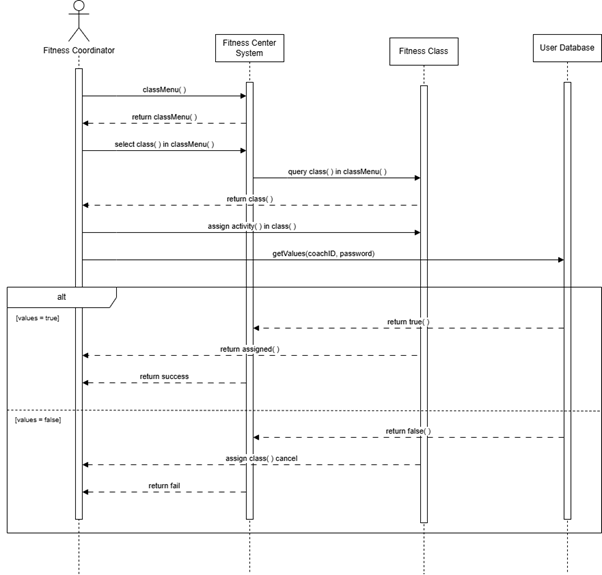 Fitness Coordinator
Fitness Center
System
Fitness Class
User Database
classMenu( )
return classMenu( )
select class( ) in classMenu( )
query class( ) in classMenu( )
return class( )
assign activity( ) in class( )
getValues(coachID, password)
alt
[values = true]
return true( )
return assigned( )
return success
[values = false]
return false( )
assign class( ) cancel
return fail